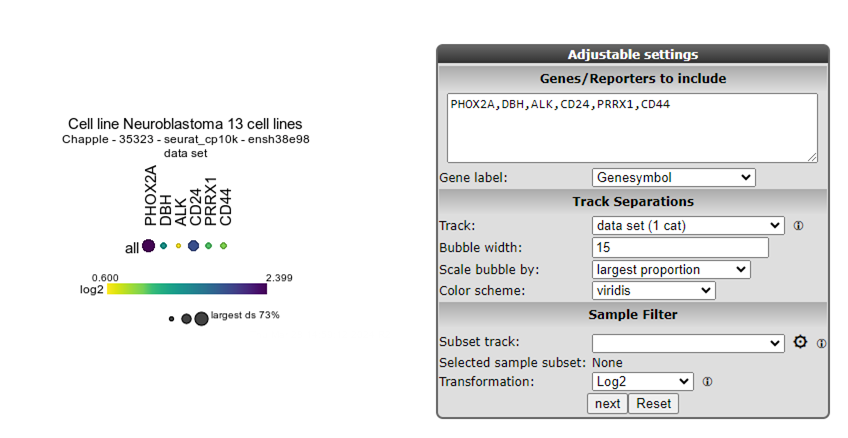 Cell line Neuroblastoma 13 cell lines
Chapple - 35323 - seurat_cp10k - ensh38e98
data set
PHOX2A
DBH
ALK
CD24
PRRX1
CD44
all
0.600 2.399
log2
largest ds 73%
Adjustable settings
Genes/Reporters to include
PHOX2A,DBH,ALK,CD24,PRRX1,CD44
Gene label: Genesymbol
Track Separations
Track: data set (1 cat)
Bubble width: 15
Scale bubble by: largest proportion
Color scheme: viridis
Sample Filter
Subset track:
Selected sample subset: None
Transformation: Log2
next Reset